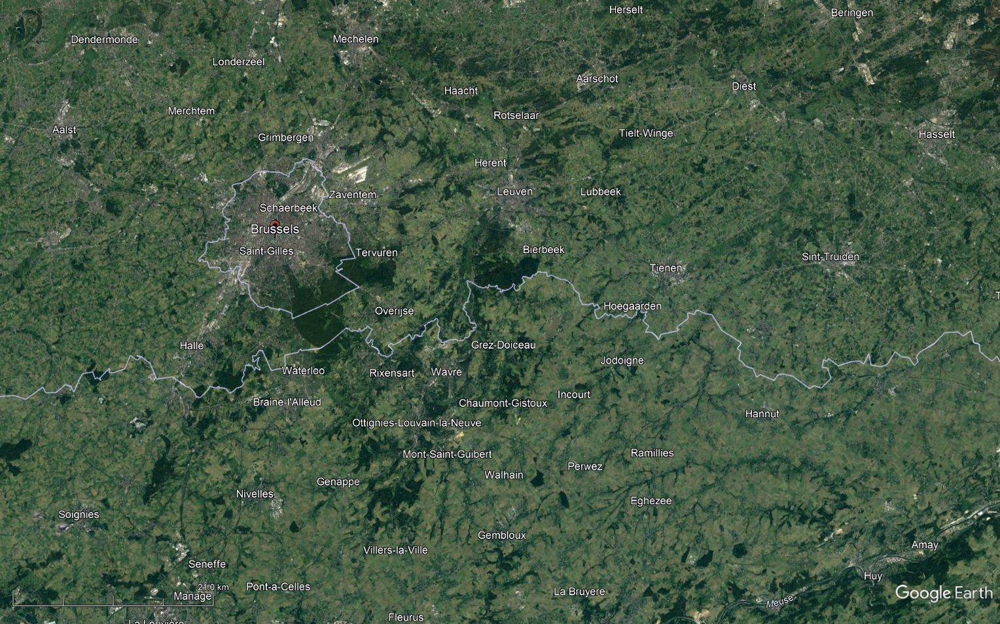 Herselt
Beringen
Dendermonde
Mechelen
Londerzeel
Aarschot
Diest
Haacht
Merchtem
Rotselaar
Aalst
Tielt-Winge
Hasselt
Grimbergen
Herent
Zaventem
Leuven
Lubbeek
Schaerbeek
Brussels
Saint-Gilles
Tervuren
Bierbeek
Sint-Truiden
Tienen
Hoegaarden
Overijse
Halle
Grez-Doiceau
Jodoigne
Waterloo
Rixensart
Wavre
Incourt
Braine-l'Alleud
Chaumont-Gistoux
Hannut
Ottignies-Louvain-la-Neuve
Mont-Saint-Guibert
Ramillies
Perwez
Walhain
Genappe
Nivelles
Eghezee
Soignies
Gembloux
Amay
Villers-la-Ville
Seneffe
Huy
21.0 km
Pont-a-Celles
La Bruyere
Google Earth
Manage
Meuse
Fleurus
La Louvière